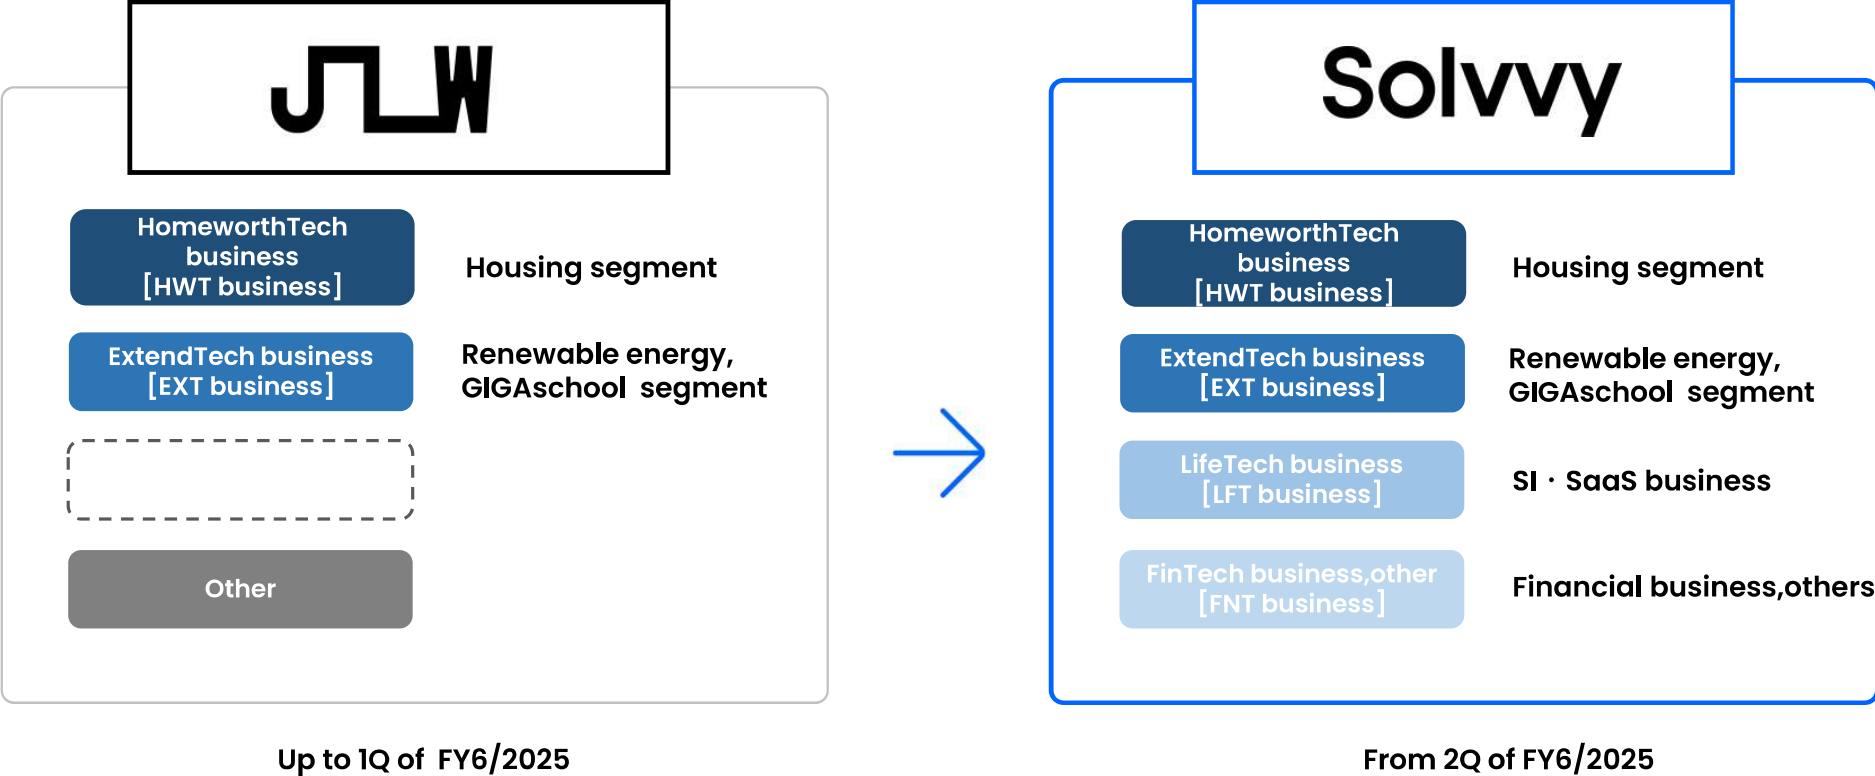 JLW
HomeworthTech
business
[HWT business]
Housing segment
ExtendTech business
[EXT business]
Renewable energy,
GIGAschool segment
Other
Up to 1Q of FY6/2025
Solvvy
HomeworthTech
business
[HWT business]
Housing segment
ExtendTech business
[EXT business]
Renewable energy,
GIGAschool segment
LifeTech business
[LFT business]
SI・SaaS business
FinTech business,other
[FNT business]
Financial business,others
From 2Q of FY6/2025